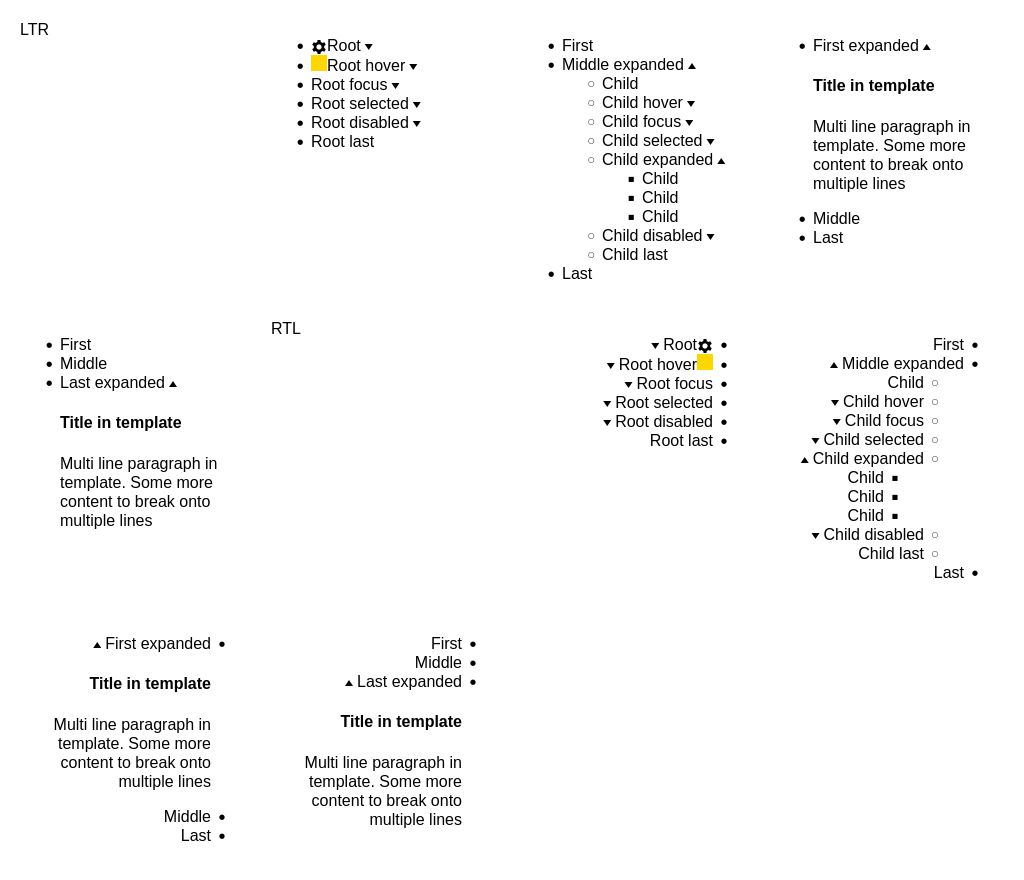 LTR
Root
Root hover
Root focus
Root selected
Root disabled
Root last
First
Middle expanded
Child
Child hover
Child focus
Child selected
Child expanded
Child
Child
Child
Child disabled
Child last
Last
First expanded
Title in template
Multi line paragraph in
template. Some more
content to break onto
multiple lines
Middle
Last
First
Middle
Last expanded
Title in template
Multi line paragraph in
template. Some more
content to break onto
multiple lines
RTL
Root
Root hover
Root focus
Root selected
Root disabled
Root last
First
Middle expanded
Child
Child hover
Child focus
Child selected
Child expanded
Child
Child
Child
Child disabled
Child last
Last
First expanded
Title in template
Multi line paragraph in
template. Some more
content to break onto
multiple lines
Middle
Last
First
Middle
Last expanded
Title in template
Multi line paragraph in
template. Some more
content to break onto
multiple lines